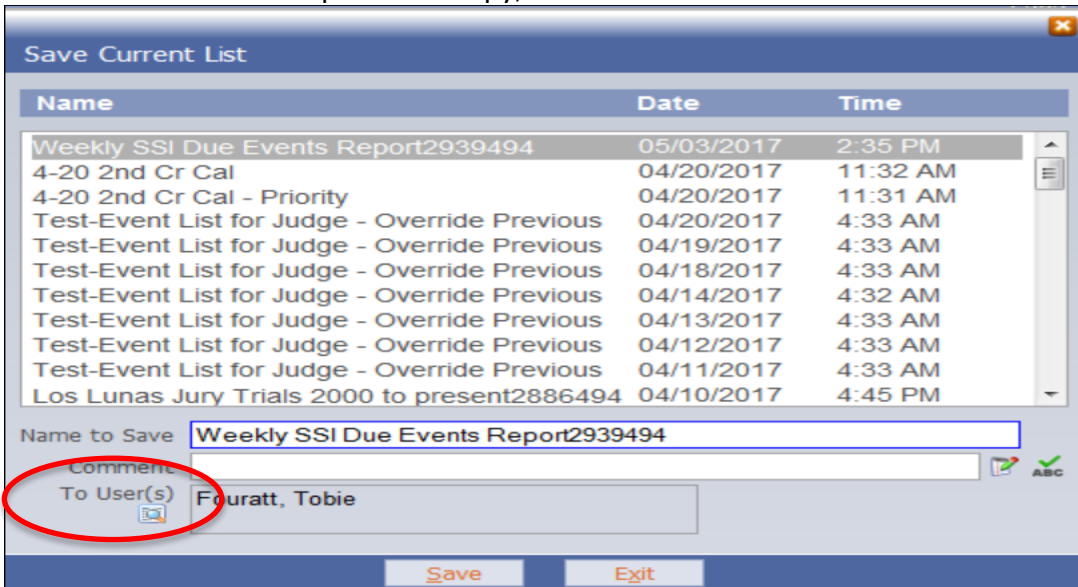 Save Current List
Name Date Time
Weekly SSI Due Events Report2939494 05/03/2017 2:35 PM
4-20 2nd Cr Cal 04/20/2017 11:32 AM
4-20 2nd Cr Cal - Priority 04/20/2017 11:31 AM
Test-Event List for Judge - Override Previous 04/20/2017 4:33 AM
Test-Event List for Judge - Override Previous 04/19/2017 4:33 AM
Test-Event List for Judge - Override Previous 04/18/2017 4:33 AM
Test-Event List for Judge - Override Previous 04/14/2017 4:32 AM
Test-Event List for Judge - Override Previous 04/13/2017 4:33 AM
Test-Event List for Judge - Override Previous 04/12/2017 4:33 AM
Test-Event List for Judge - Override Previous 04/11/2017 4:33 AM
Los Lunas Jury Trials 2000 to present2886494 04/10/2017 4:45 PM
Name to Save Weekly SSI Due Events Report2939494
Comment ABC
To User(s) Fouratt, Tobie
Save Exit